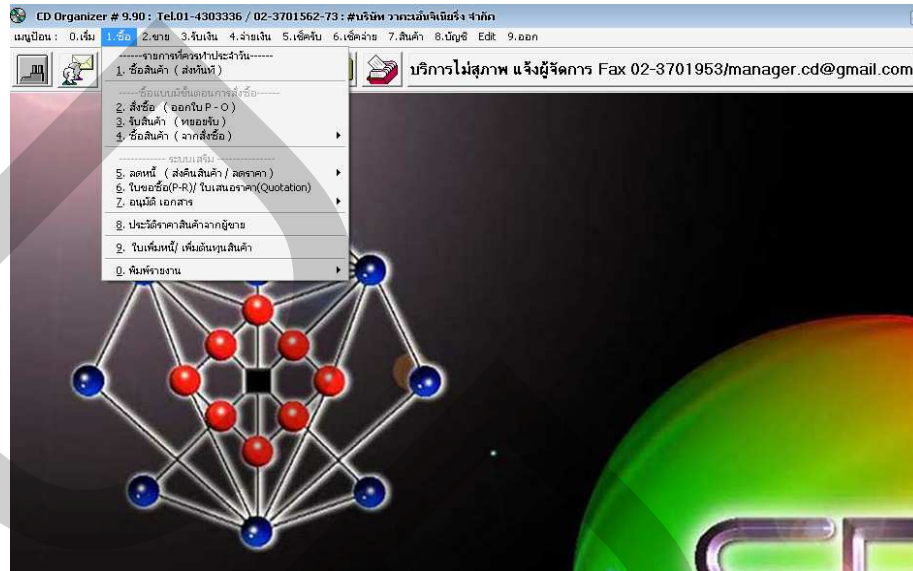 CD Organizer # 9.90 : Tel.01-4303336 / 02-3701562-73 : #บริษัท วาคะเอ็นจิเนียริ่ง จำกัด
เมนูป้อน : 0.เริ่ม 1.ซื้อ 2.ขาย 3.รับเงิน 4.จ่ายเงิน 5.เช็ครับ 6.เช็คจ่าย 7.สินค้า 8.บัญชี Edit 9.ออก
บริการไม่สุภาพ แจ้งผู้จัดการ Fax 02-3701953/manager.cd@gmail.com
------รายการที่ควรทำประจำวัน------
1. ซื้อสินค้า ( ส่งทันที )
-----ซื้อแบบมีขั้นตอนการสั่งซื้อ-----
2. สั่งซื้อ ( ออกใบ P - O )
3. รับสินค้า ( ทยอยรับ )
4. ซื้อสินค้า ( จากสั่งซื้อ )
------------ ระบบเสริม ---------------
5. ลดหนี้ ( ส่งคืนสินค้า / ลดราคา )
6. ใบขอซื้อ(P-R)/ ใบเสนอราคา(Quotation)
7. อนุมัติ เอกสาร
8. ประวัติราคาสินค้าจากผู้ขาย
9. ใบเพิ่มหนี้/ เพิ่มต้นทุนสินค้า
0. พิมพ์รายงาน